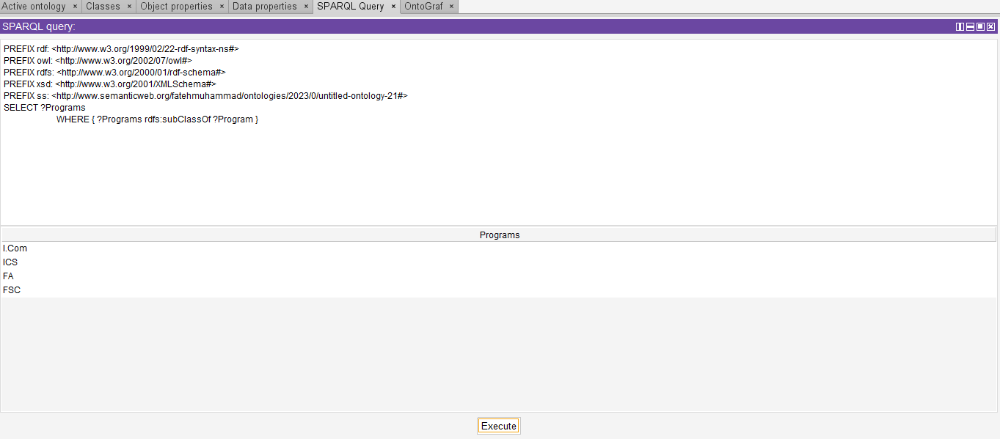 Active ontology × Classes × Object properties × Data properties × SPARQL Query × OntoGraf ×
SPARQL query:
PREFIX rdf: <http://www.w3.org/1999/02/22-rdf-syntax-ns#>
PREFIX owl: <http://www.w3.org/2002/07/owl#>
PREFIX rdfs: <http://www.w3.org/2000/01/rdf-schema#>
PREFIX xsd: <http://www.w3.org/2001/XMLSchema#>
PREFIX ss: <http://www.semanticweb.org/fatehmuhammad/ontologies/2023/0/untitled-ontology-21#>
SELECT ?Programs
WHERE { ?Programs rdfs:subClassOf ?Program }
Programs
I.Com
ICS
FA
FSC
Execute